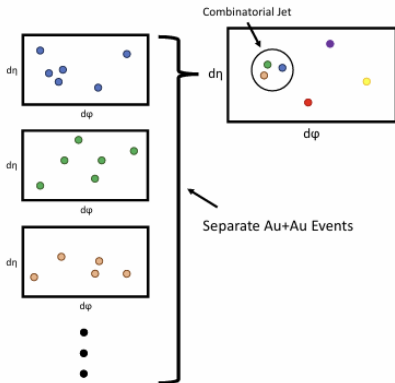 Combinatorial Jet
dη
dφ
dη
dφ
dη
dφ
dη
dφ
Separate Au+Au Events